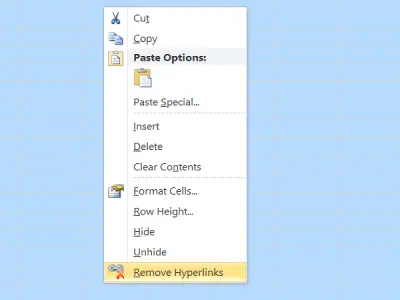 Cut
Copy
Paste Options:
Paste Special...
Insert
Delete
Clear Contents
Format Cells...
Row Height...
Hide
Unhide
Remove Hyperlinks